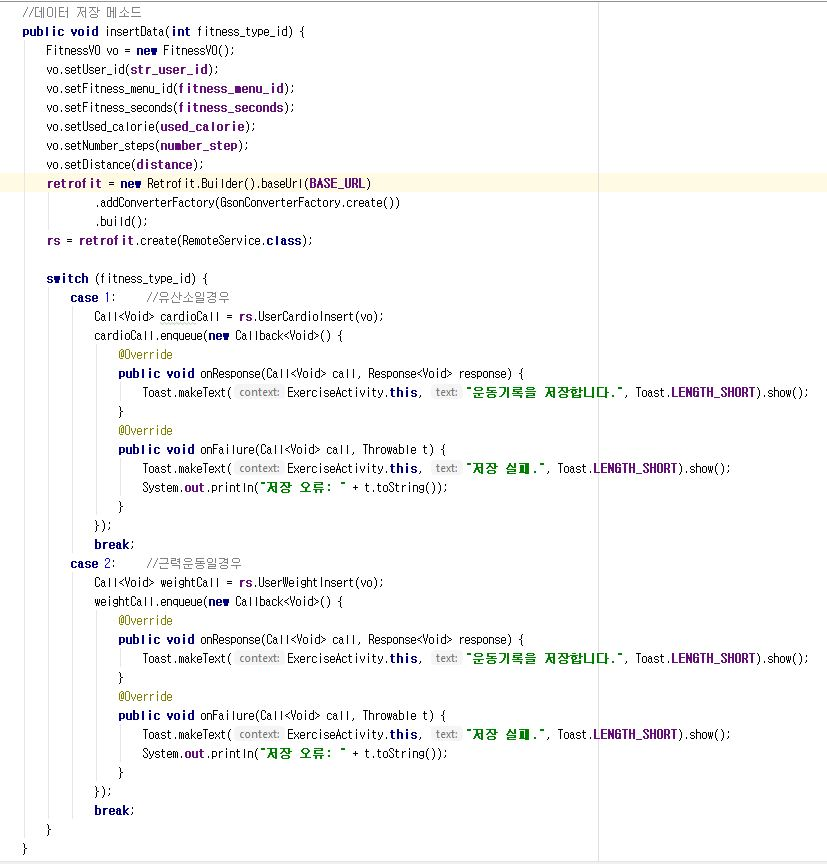 //데이터 저장 메소드
public void insertData(int fitness_type_id) {
FitnessVO vo = new FitnessVO();
vo.setUser_id(str_user_id);
vo.setFitness_menu_id(fitness_menu_id);
vo.setFitness_seconds(fitness_seconds);
vo.setUsed_calorie(used_calorie);
vo.setNumber_steps(number_step);
vo.setDistance(distance);
retrofit = new Retrofit.Builder().baseUrl(BASE_URL)
.addConverterFactory(GsonConverterFactory.create())
.build();
rs = retrofit.create(RemoteService.class);
switch (fitness_type_id) {
case 1: //유산소일경우
Call<Void> cardioCall = rs.UserCardioInsert(vo);
cardioCall.enqueue(new Callback<Void>() {
@Override
public void onResponse(Call<Void> call, Response<Void> response) {
Toast.makeText( context: ExerciseActivity.this, text: "운동기록을 저장합니다.", Toast.LENGTH_SHORT).show();
}
@Override
public void onFailure(Call<Void> call, Throwable t) {
Toast.makeText( context: ExerciseActivity.this, text: "저장 실패.", Toast.LENGTH_SHORT).show();
System.out.println("저장 오류: " + t.toString());
}
});
break;
case 2: //근력운동일경우
Call<Void> weightCall = rs.UserWeightInsert(vo);
weightCall.enqueue(new Callback<Void>() {
@Override
public void onResponse(Call<Void> call, Response<Void> response) {
Toast.makeText( context: ExerciseActivity.this, text: "운동기록을 저장합니다.", Toast.LENGTH_SHORT).show();
}
@Override
public void onFailure(Call<Void> call, Throwable t) {
Toast.makeText( context: ExerciseActivity.this, text: "저장 실패.", Toast.LENGTH_SHORT).show();
System.out.println("저장 오류: " + t.toString());
}
});
break;
}
}